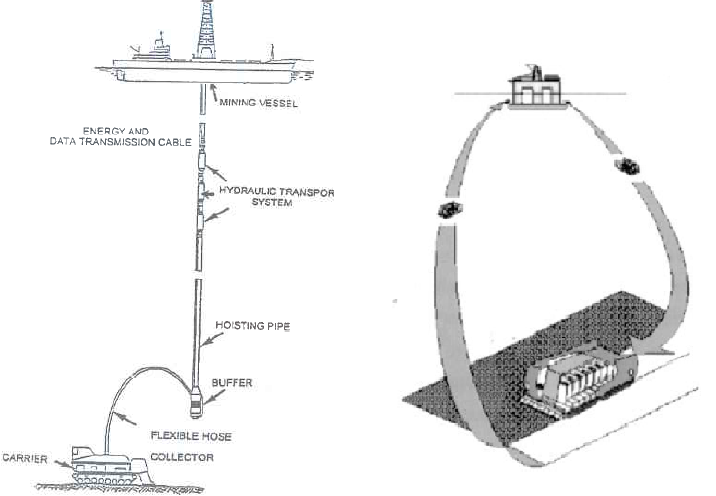 MINING VESSEL
ENERGY AND
DATA TRANSMISSION CABLE
HYDRAULIC TRANSPOR
SYSTEM
HOISTING PIPE
BUFFER
FLEXIBLE HOSE
CARRIER
COLLECTOR